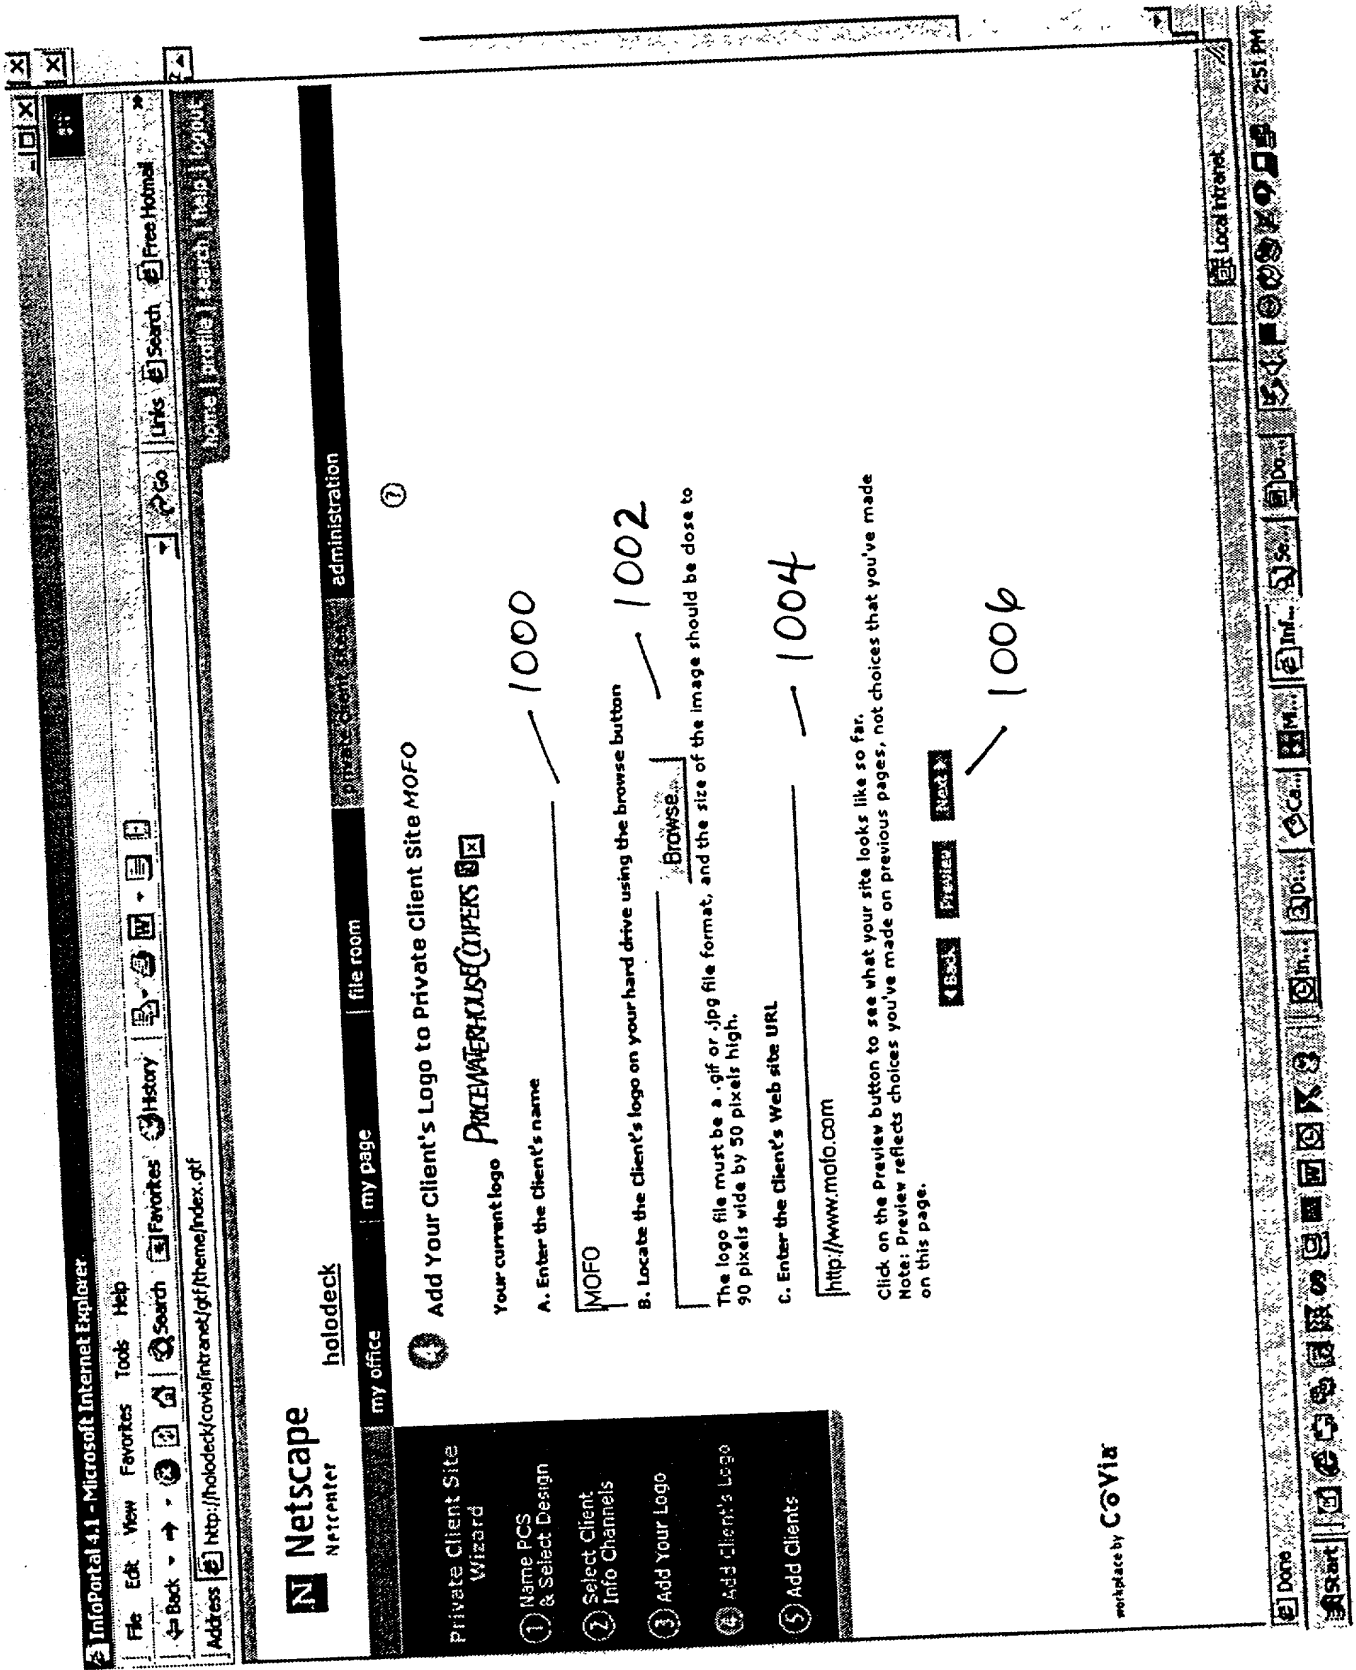 InfoPortal 4.1 - Microsoft Internet Explorer
File Edit View Favorites Tools Help
Back Search Favorites History
Address http://holodeck/covia/intranet/gtf/theme/index.gtf Go Links Search Free Hotmail
home | profile | search | help | logout
N Netscape
Netcenter
holodeck
my office | my page | file room private client sites administration
Private Client Site
Wizard
1 Name PCS
& Select Design
2 Select Client
Info Channels
3 Add Your Logo
4 Add Client's Logo
5 Add Clients
4 Add Your Client's Logo to Private Client Site MOFO
?
Your current logo PRICEWATERHOUSECOOPERS
A. Enter the Client's name
1000
MOFO
B. Locate the Client's logo on your hard drive using the browse button
1002
Browse...
The logo file must be a .gif or .jpg file format, and the size of the image should be close to
90 pixels wide by 50 pixels high.
C. Enter the Client's Web site URL
1004
http://www.mofo.com
Click on the Preview button to see what your site looks like so far.
Note: Preview reflects choices you've made on previous pages, not choices that you've made
on this page.
Back Preview Next
1006
workplace by CoVia
Done Local intranet
Start In... D:... Ca... M... Inf... Se... Do... 2:51 PM